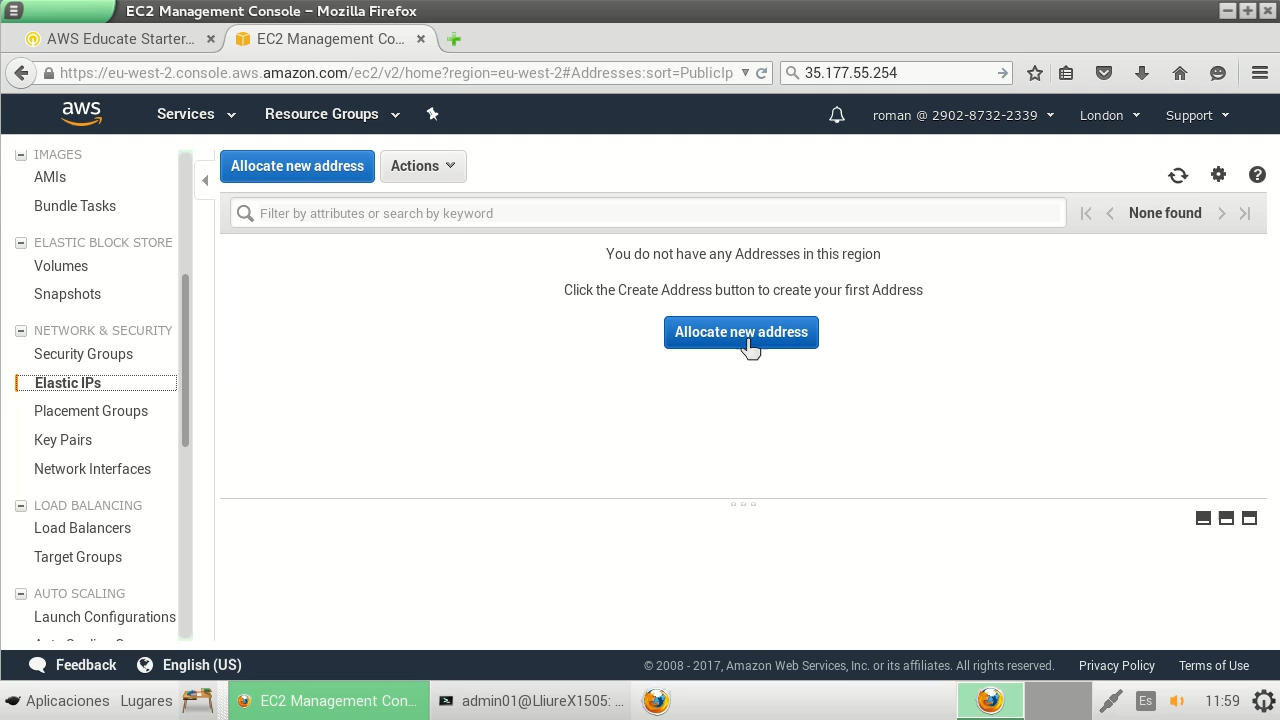 EC2 Management Console – Mozilla Firefox
AWS Educate Starter...
EC2 Management Co...
https://eu-west-2.console.aws.amazon.com/ec2/v2/home?region=eu-west-2#Addresses:sort=PublicIp
35.177.55.254
aws
Services
Resource Groups
roman @ 2902-8732-2339
London
Support
IMAGES
AMIs
Bundle Tasks
ELASTIC BLOCK STORE
Volumes
Snapshots
NETWORK & SECURITY
Security Groups
Elastic IPs
Placement Groups
Key Pairs
Network Interfaces
LOAD BALANCING
Load Balancers
Target Groups
AUTO SCALING
Launch Configurations
Allocate new address
Actions
Filter by attributes or search by keyword
None found
You do not have any Addresses in this region
Click the Create Address button to create your first Address
Allocate new address
Feedback
English (US)
© 2008 - 2017, Amazon Web Services, Inc. or its affiliates. All rights reserved.
Privacy Policy
Terms of Use
Aplicaciones
Lugares
EC2 Management Con...
admin01@LliureX1505: ...
Es
11:59